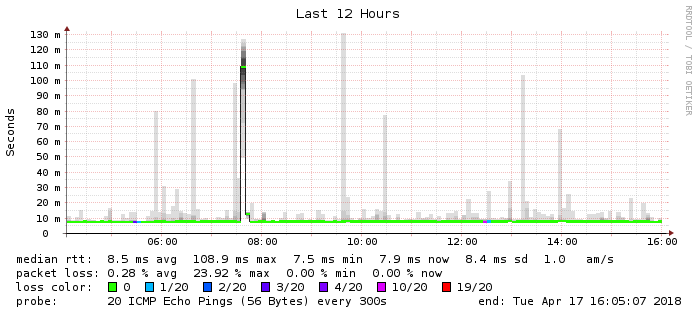 Last 12 Hours
RRDTOOL / TOBI OETIKER
Seconds
130 m
120 m
110 m
100 m
90 m
80 m
70 m
60 m
50 m
40 m
30 m
20 m
10 m
0
06:00 08:00 10:00 12:00 14:00 16:00
median rtt: 8.5 ms avg 108.9 ms max 7.5 ms min 7.9 ms now 8.4 ms sd 1.0 am/s
packet loss: 0.28 % avg 23.92 % max 0.00 % min 0.00 % now
loss color: 0 1/20 2/20 3/20 4/20 10/20 19/20
probe: 20 ICMP Echo Pings (56 Bytes) every 300s end: Tue Apr 17 16:05:07 2018